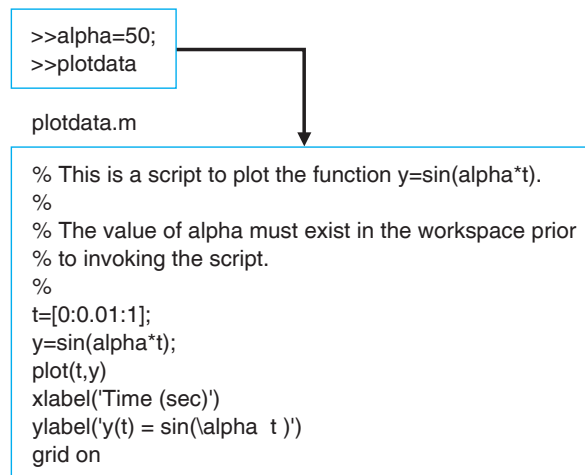 >>alpha=50;
>>plotdata
plotdata.m
% This is a script to plot the function y=sin(alpha*t).
%
% The value of alpha must exist in the workspace prior
% to invoking the script.
%
t=[0:0.01:1];
y=sin(alpha*t);
plot(t,y)
xlabel('Time (sec)')
ylabel('y(t) = sin(\alpha  t )')
grid on